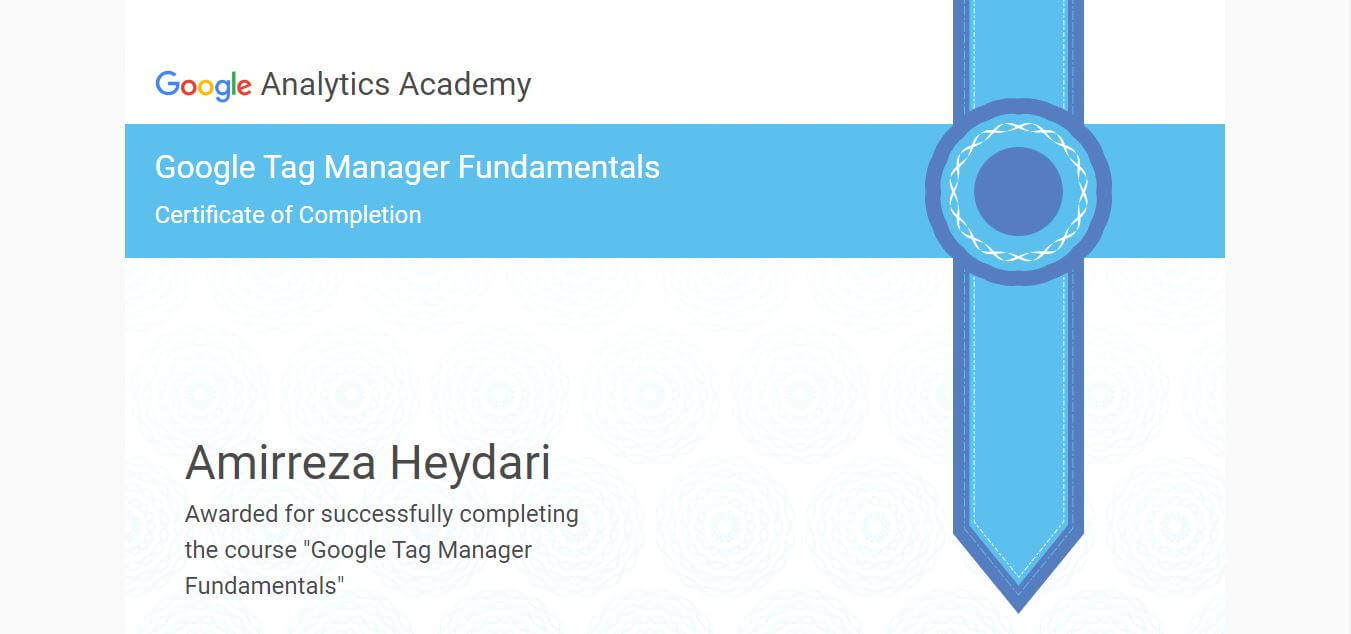 Google Analytics Academy
Google Tag Manager Fundamentals
Certificate of Completion
Amirreza Heydari
Awarded for successfully completing
the course "Google Tag Manager
Fundamentals"